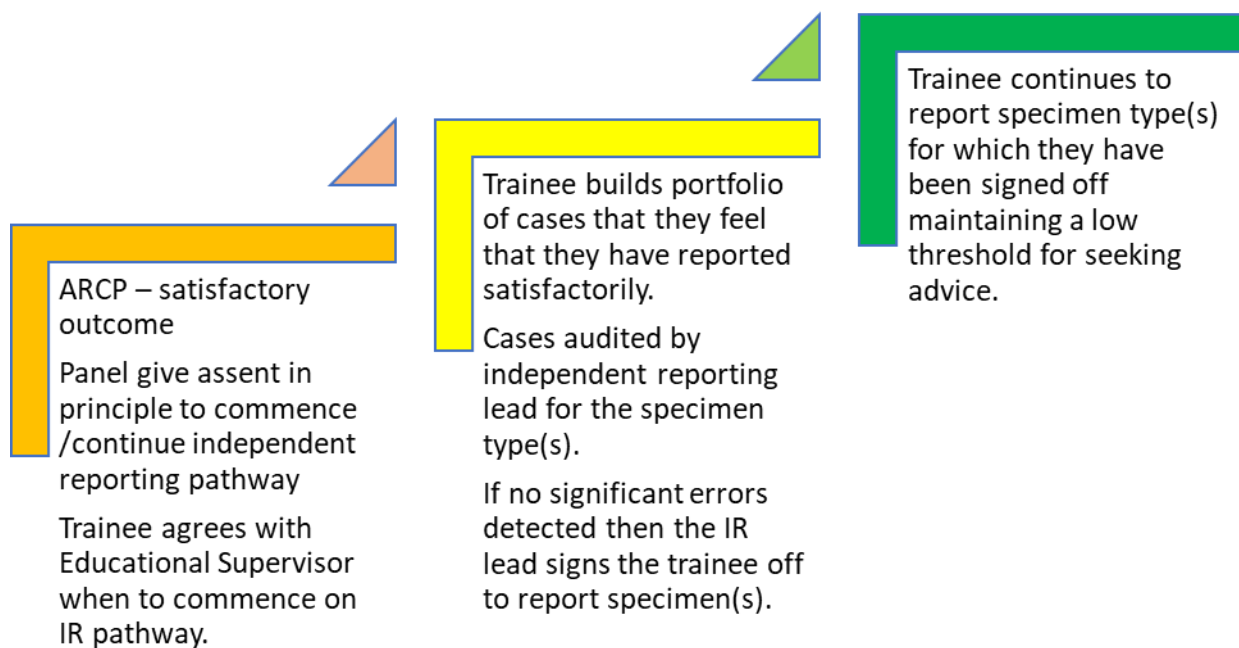 ARCP – satisfactory
outcome
Panel give assent in
principle to commence
/continue independent
reporting pathway
Trainee agrees with
Educational Supervisor
when to commence on
IR pathway.
Trainee builds portfolio
of cases that they feel
that they have reported
satisfactorily.
Cases audited by
independent reporting
lead for the specimen
type(s).
If no significant errors
detected then the IR
lead signs the trainee off
to report specimen(s).
Trainee continues to
report specimen type(s)
for which they have
been signed off
maintaining a low
threshold for seeking
advice.